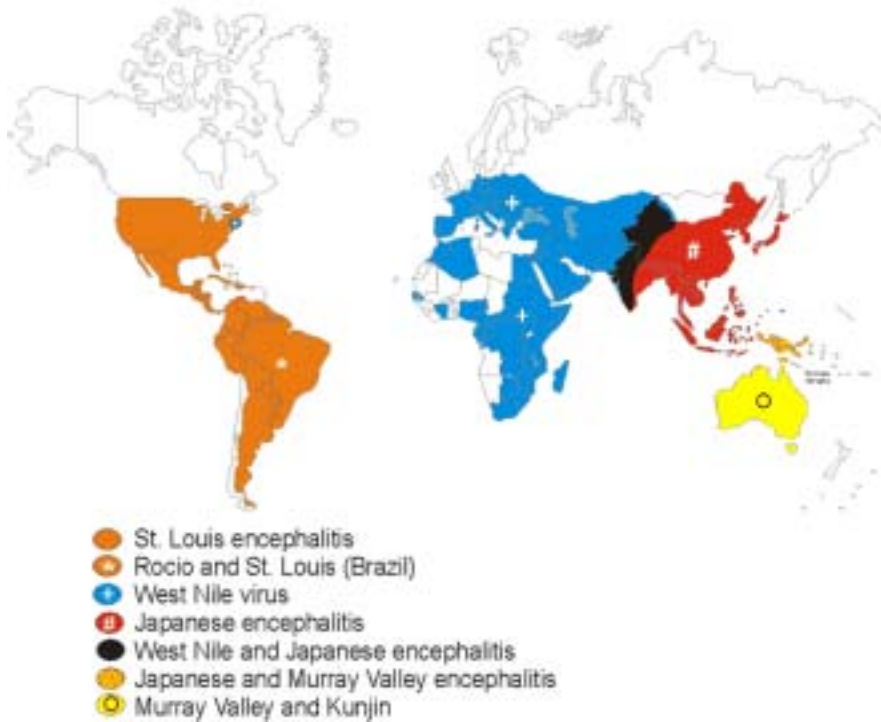 St. Louis encephalitis
Rocio and St. Louis (Brazil)
West Nile virus
# Japanese encephalitis
West Nile and Japanese encephalitis
Japanese and Murray Valley encephalitis
Murray Valley and Kunjin